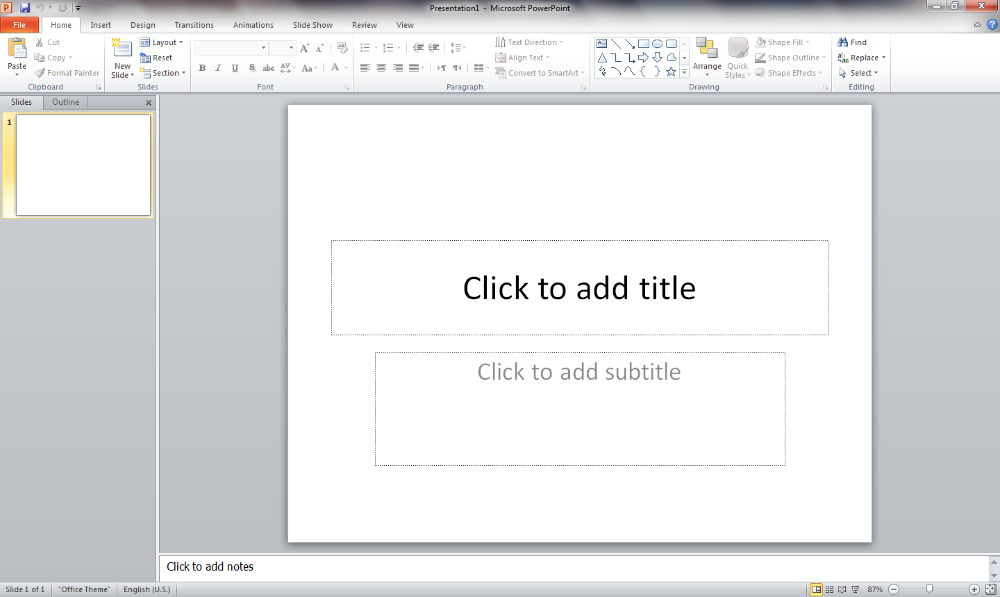 Presentation1 - Microsoft PowerPoint
File Home Insert Design Transitions Animations Slide Show Review View
Paste
Cut
Copy
Format Painter
Clipboard
New Slide
Layout
Reset
Section
Slides
B I U S abc AV Aa A
Font
Text Direction
Align Text
Convert to SmartArt
Paragraph
Arrange
Quick Styles
Shape Fill
Shape Outline
Shape Effects
Drawing
Find
Replace
Select
Editing
Slides Outline
1
Click to add title
Click to add subtitle
Click to add notes
Slide 1 of 1 "Office Theme" English (U.S.) 87%